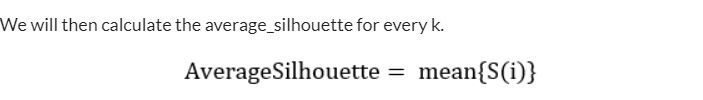 We will then calculate the average_silhouette for every k.
AverageSilhouette = mean{S(i)}